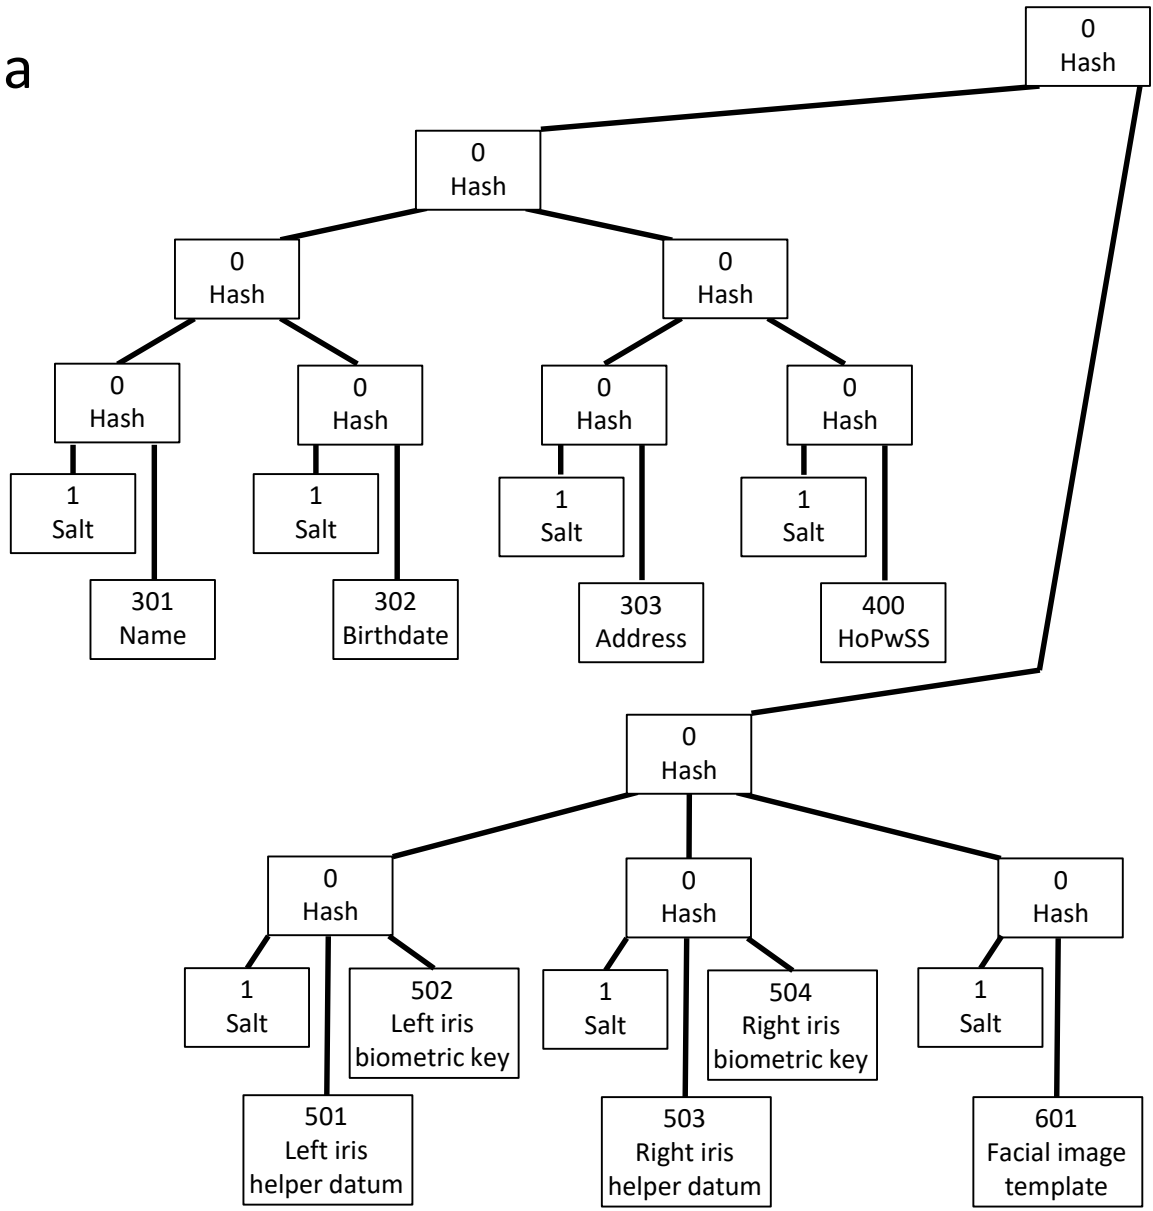 a
0
Hash
0
Hash
0
Hash
0
Hash
0
Hash
0
Hash
0
Hash
0
Hash
1
Salt
1
Salt
1
Salt
1
Salt
301
Name
302
Birthdate
303
Address
400
HoPwSS
0
Hash
0
Hash
0
Hash
0
Hash
1
Salt
502
Left iris
biometric key
1
Salt
504
Right iris
biometric key
1
Salt
501
Left iris
helper datum
503
Right iris
helper datum
601
Facial image
template